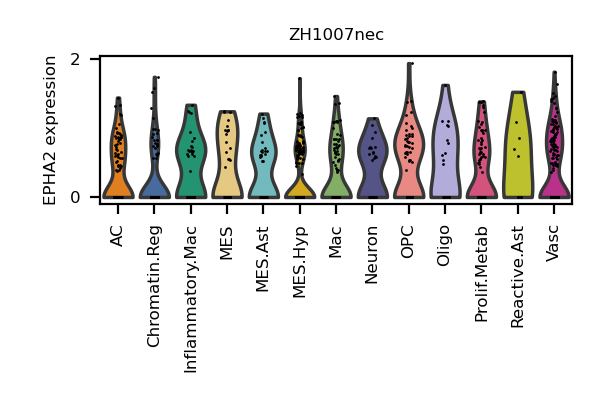 ZH1007nec
EPHA2 expression
2
0
AC
Chromatin.Reg
Inflammatory.Mac
MES
MES.Ast
MES.Hyp
Mac
Neuron
OPC
Oligo
Prolif.Metab
Reactive.Ast
Vasc